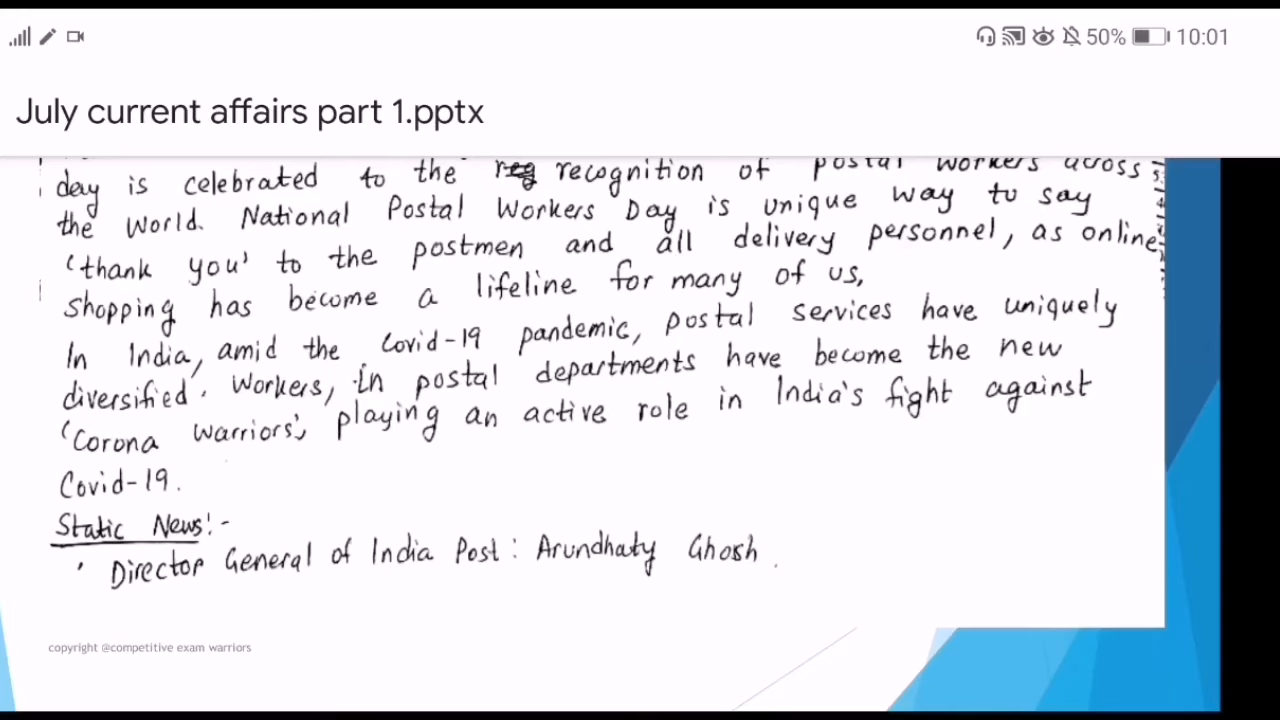 50% 10:01
July current affairs part 1.pptx
day is celebrated to the reg recognition of postal workers across
the world. National Postal Workers Day is unique way to say
'thank you' to the postmen and all delivery personnel, as online
shopping has become a lifeline for many of us,
In India, amid the Covid-19 pandemic, postal services have uniquely
diversified. Workers, in postal departments have become the new
'Corona Warriors', playing an active role in India's fight against
Covid-19.
Static News:-
• Director General of India Post: Arundhaty Ghosh.
copyright @competitive exam warriors